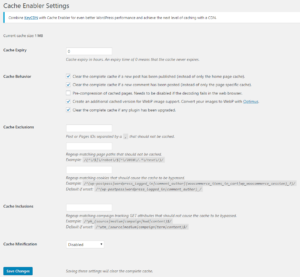 Cache Enabler Settings
Combine KeyCDN with Cache Enabler for even better WordPress performance and achieve the next level of caching with a CDN.
Current cache size: 1 MB
Cache Expiry
0
Cache expiry in hours. An expiry time of 0 means that the cache never expires.
Cache Behavior
Clear the complete cache if a new post has been published (instead of only the home page cache).
Clear the complete cache if a new comment has been posted (instead of only the page specific cache).
Pre-compression of cached pages. Needs to be disabled if the decoding fails in the web browser.
Create an additional cached version for WebP image support. Convert your images to WebP with Optimus.
Clear the complete cache if any plugin has been upgraded.
Cache Exclusions
Post or Pages IDs separated by a , that should not be cached.
Regexp matching page paths that should not be cached.
Example:
Regexp matching cookies that should cause the cache to be bypassed.
Example:
Default if unset:
Cache Inclusions
Regexp matching campaign tracking GET attributes that should not cause the cache to be bypassed.
Example:
Default if unset:
Cache Minification
Disabled
Save Changes
Saving these settings will clear the complete cache.